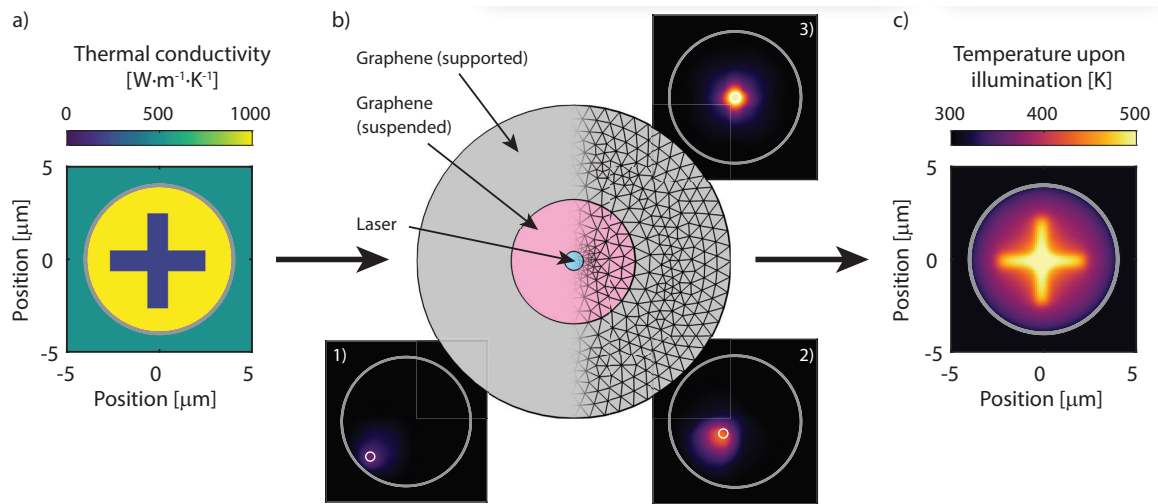 a)
Thermal conductivity
[W·m⁻¹·K⁻¹]
0 500 1000
5
0
-5
Position [µm]
-5 0 5
Position [µm]
b)
Graphene (supported)
Graphene
(suspended)
Laser
1)
2)
3)
c)
Temperature upon
illumination [K]
300 400 500
5
0
-5
Position [µm]
-5 0 5
Position [µm]